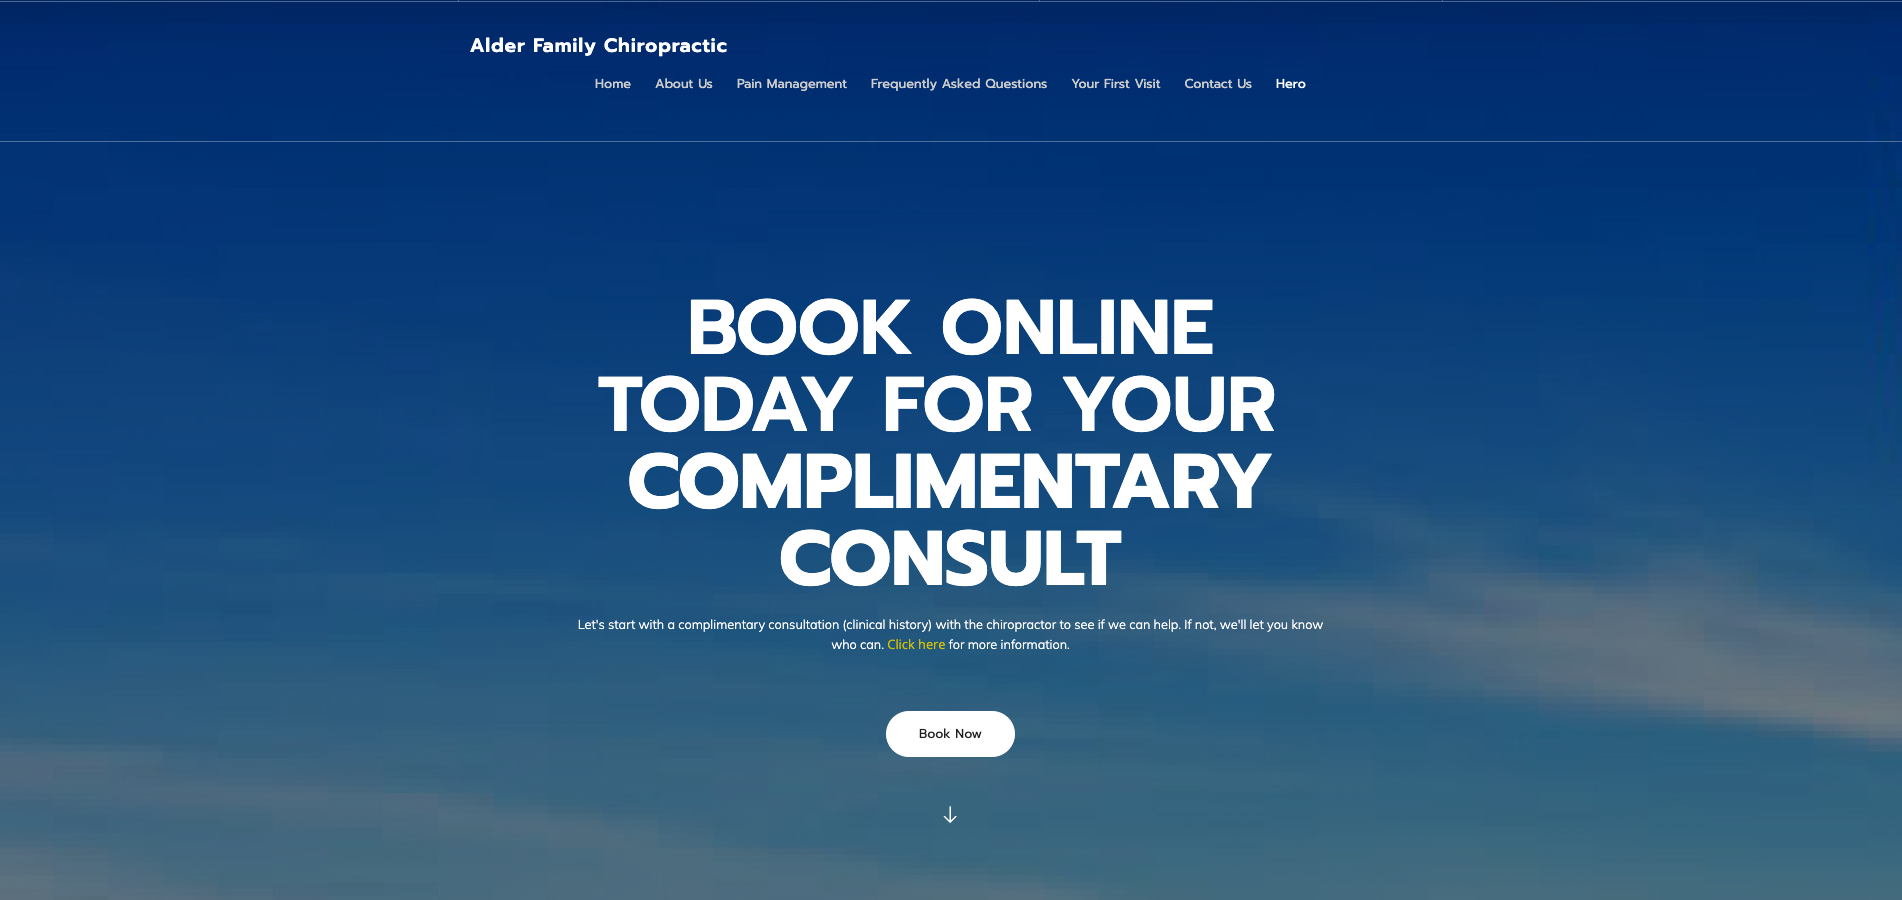 Alder Family Chiropractic
Home About Us Pain Management Frequently Asked Questions Your First Visit Contact Us Hero
BOOK ONLINE
TODAY FOR YOUR
COMPLIMENTARY
CONSULT
Let's start with a complimentary consultation (clinical history) with the chiropractor to see if we can help. If not, we'll let you know
who can. Click here for more information.
Book Now